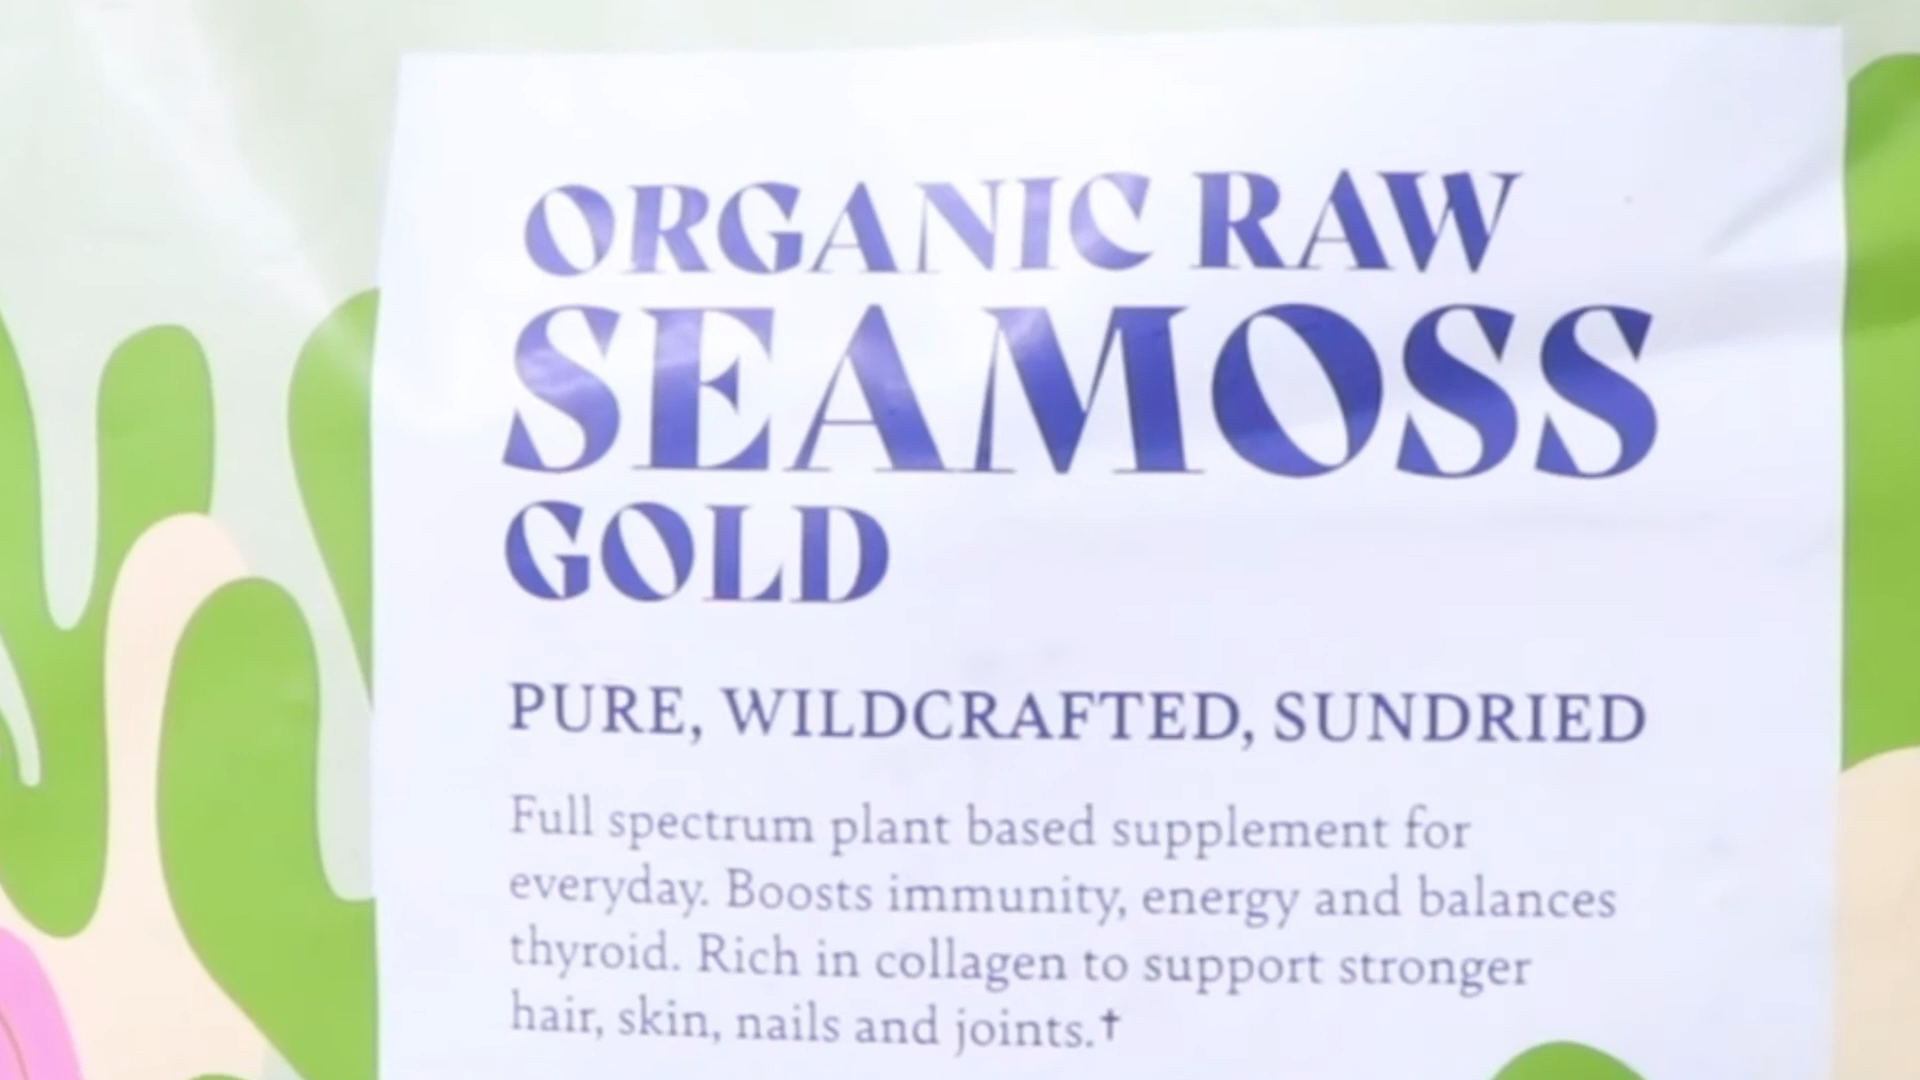 ORGANIC RAW
SEAMOSS
GOLD
PURE, WILDCRAFTED, SUNDRIED
Full spectrum plant based supplement for
everyday. Boosts immunity, energy and balances
thyroid. Rich in collagen to support stronger
hair, skin, nails and joints.†